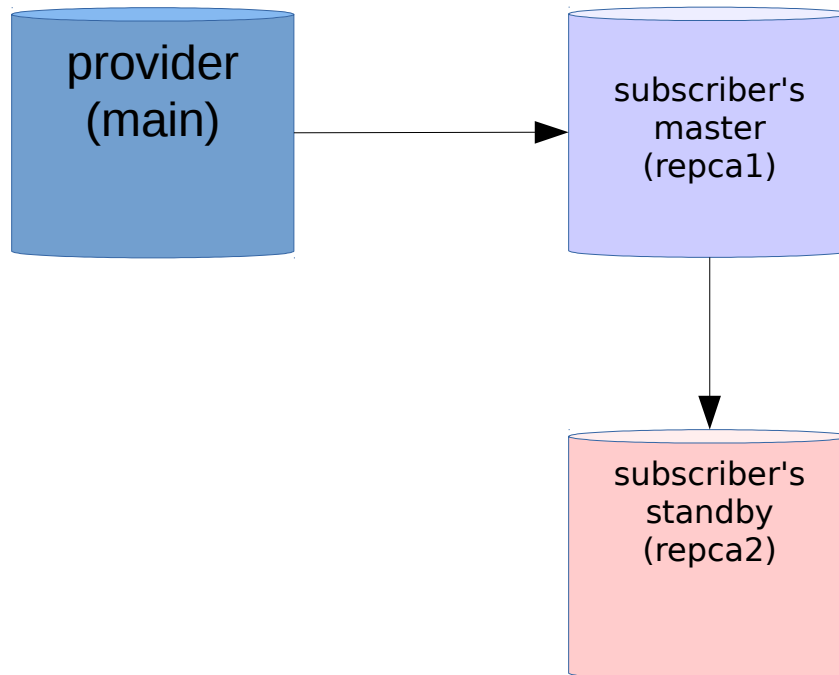 provider
(main)
subscriber's
master
(repca1)
subscriber's
standby
(repca2)